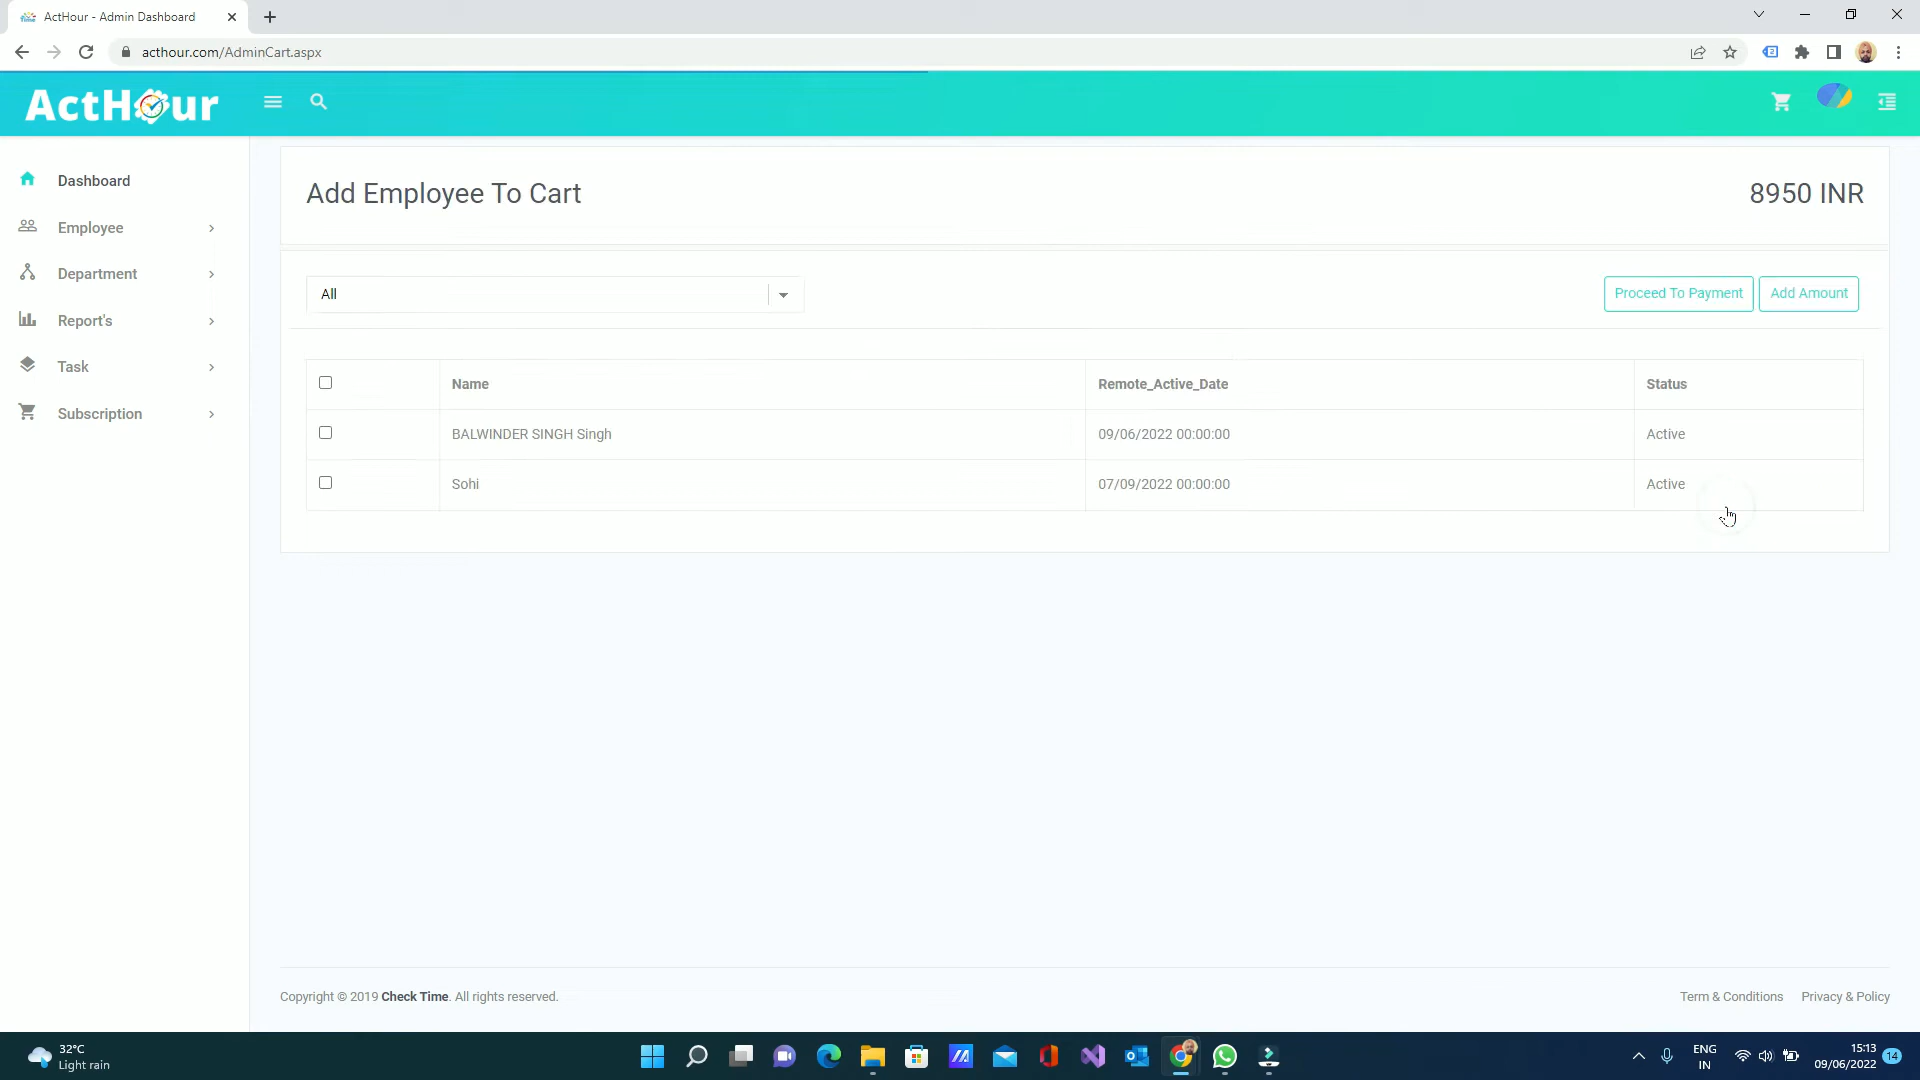 ActHour - Admin Dashboard
acthour.com/AdminCart.aspx
ActHour
Dashboard
Employee
Department
Report's
Task
Subscription
Add Employee To Cart
8950 INR
All
Proceed To Payment
Add Amount
Name
Remote_Active_Date
Status
BALWINDER SINGH Singh
09/06/2022 00:00:00
Active
Sohi
07/09/2022 00:00:00
Active
Copyright © 2019 Check Time. All rights reserved.
Term & Conditions
Privacy & Policy
32°C
Light rain
ENG
IN
15:13
09/06/2022
14